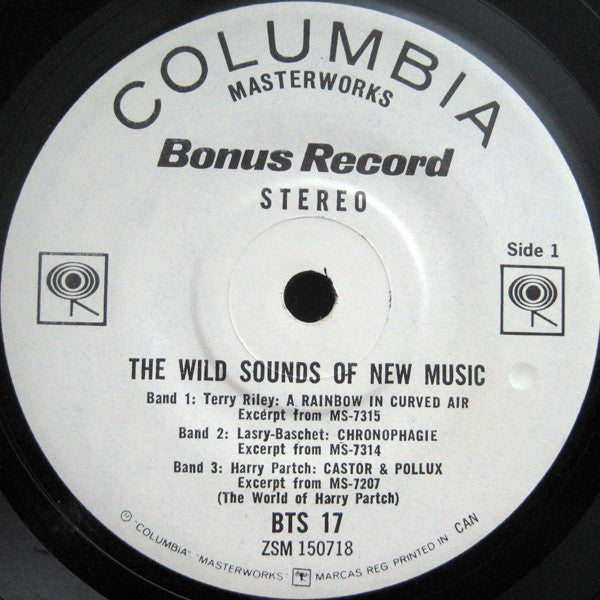 COLUMBIA
MASTERWORKS
Bonus Record
STEREO
Side 1
THE WILD SOUNDS OF NEW MUSIC
Band 1: Terry Riley: A RAINBOW IN CURVED AIR
Excerpt from MS-7315
Band 2: Lasry-Baschet: CHRONOPHAGIE
Excerpt from MS-7314
Band 3: Harry Partch: CASTOR & POLLUX
Excerpt from MS-7207
(The World of Harry Partch)
BTS 17
ZSM 150718
℗ "COLUMBIA" "MASTERWORKS" MARCAS REG PRINTED IN CAN